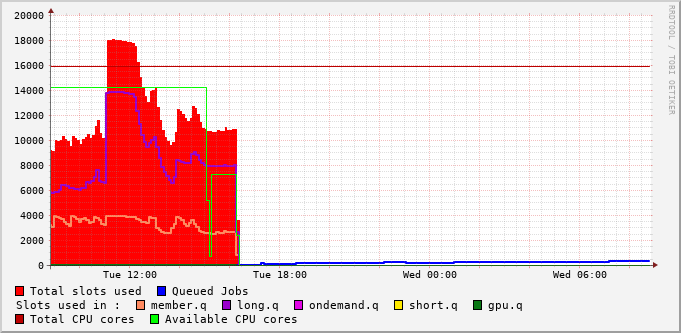 20000
18000
16000
14000
12000
10000
8000
6000
4000
2000
0
Tue 12:00 Tue 18:00 Wed 00:00 Wed 06:00
RRDTOOL / TOBI OETIKER
Total slots used Queued Jobs
Slots used in : member.q long.q ondemand.q short.q gpu.q
Total CPU cores Available CPU cores